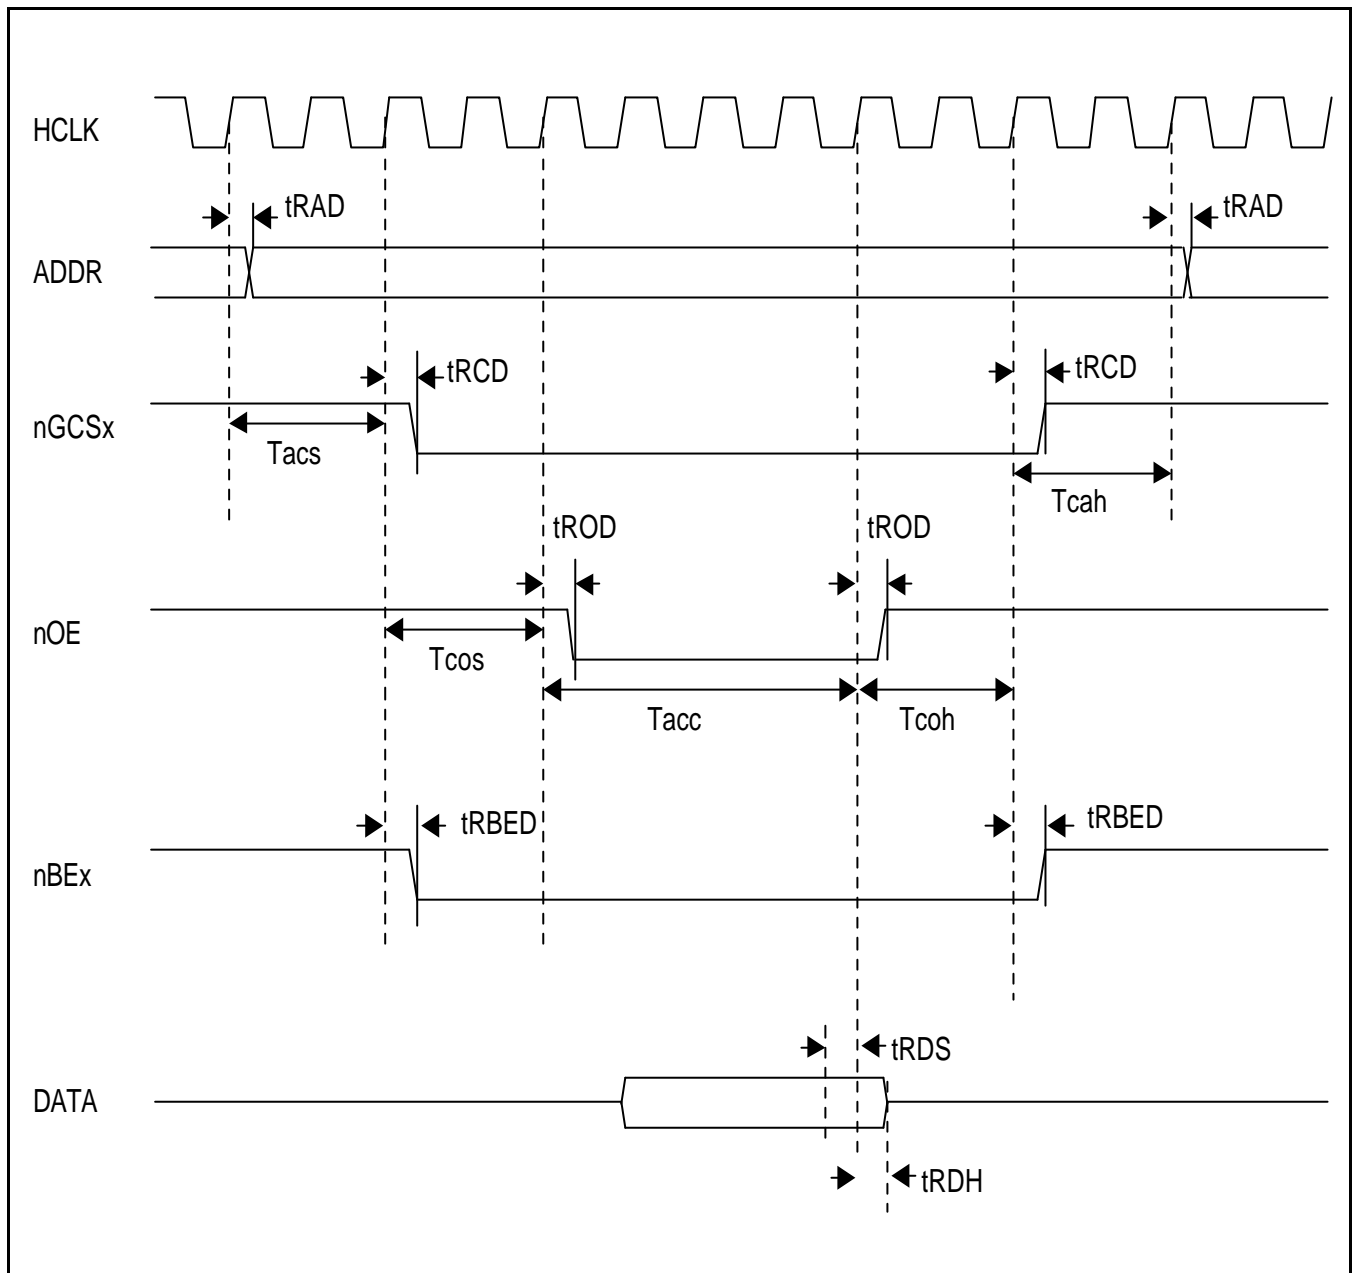 HCLK
tRAD
tRAD
ADDR
tRCD
tRCD
nGCSx
Tacs
Tcah
tROD
tROD
nOE
Tcos
Tacc
Tcoh
tRBED
tRBED
nBEx
tRDS
DATA
tRDH